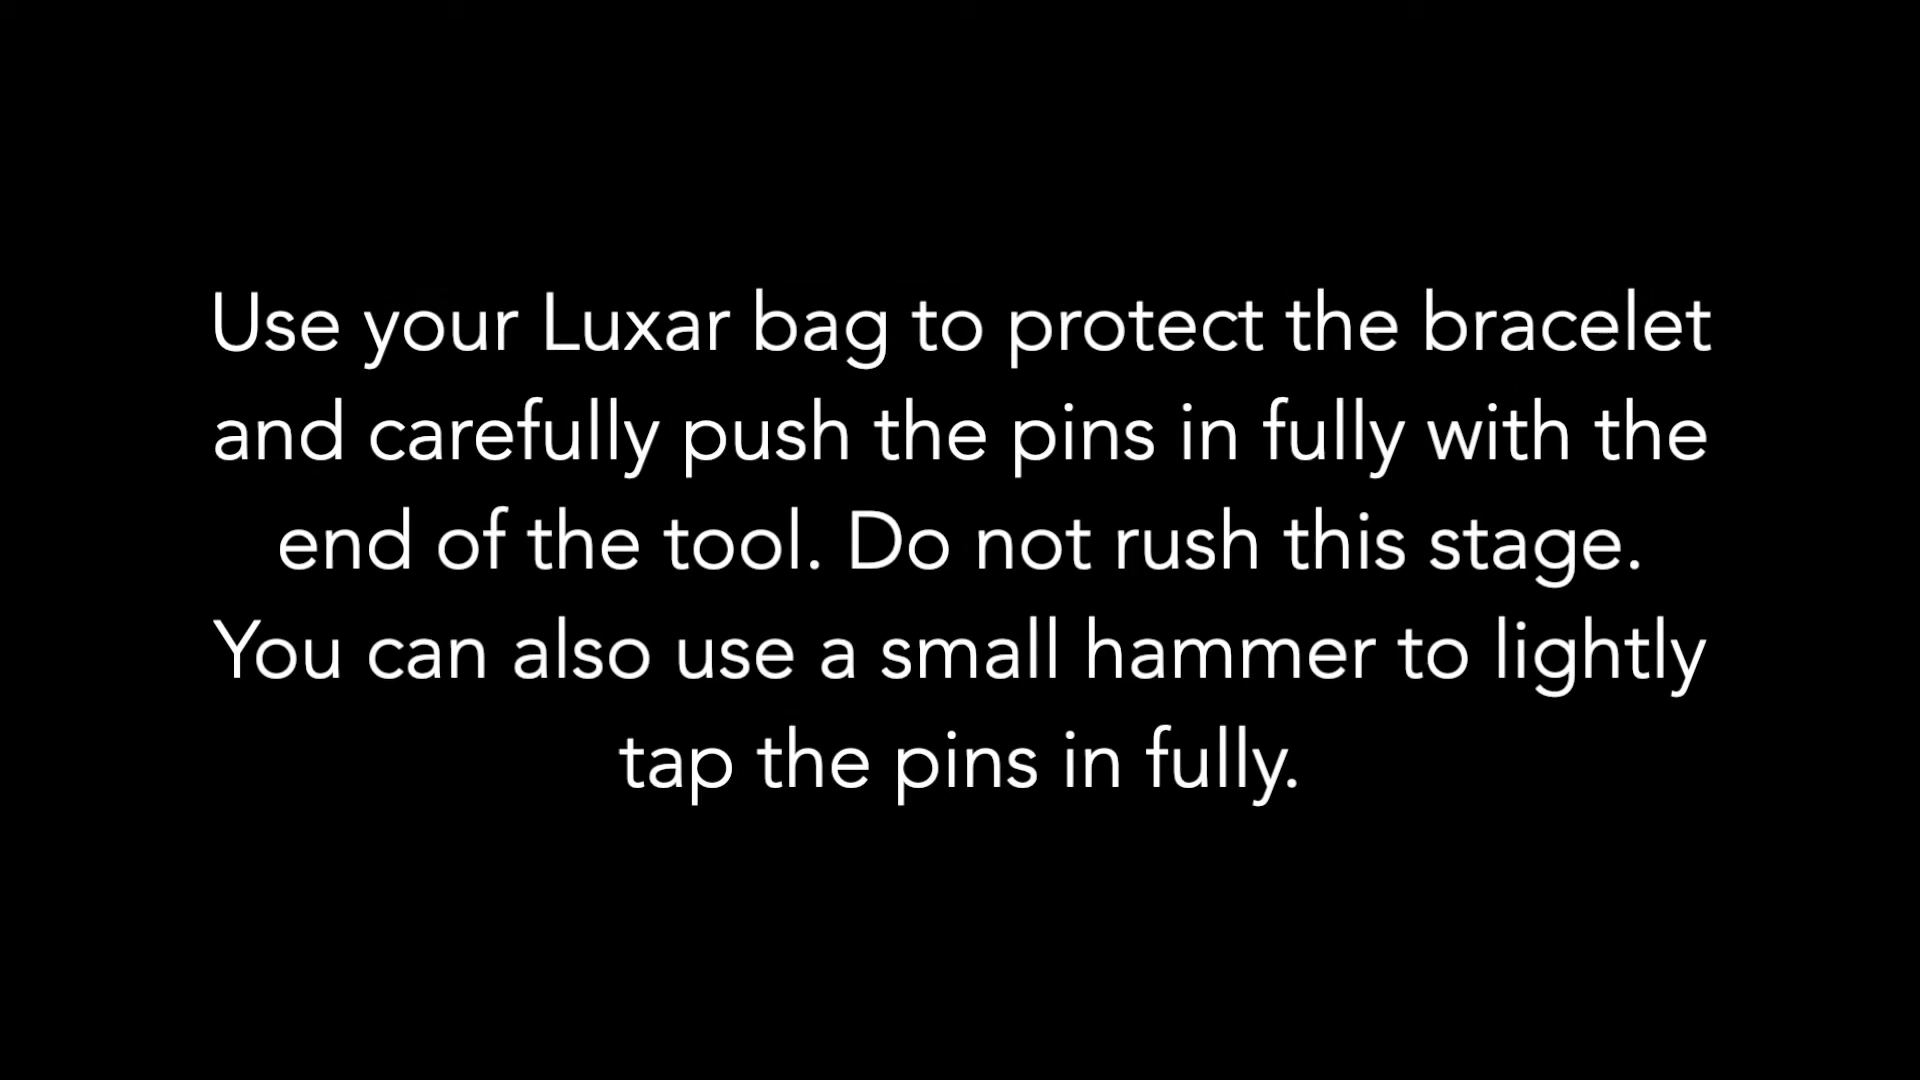 Use your Luxar bag to protect the bracelet
and carefully push the pins in fully with the
end of the tool. Do not rush this stage.
You can also use a small hammer to lightly
tap the pins in fully.